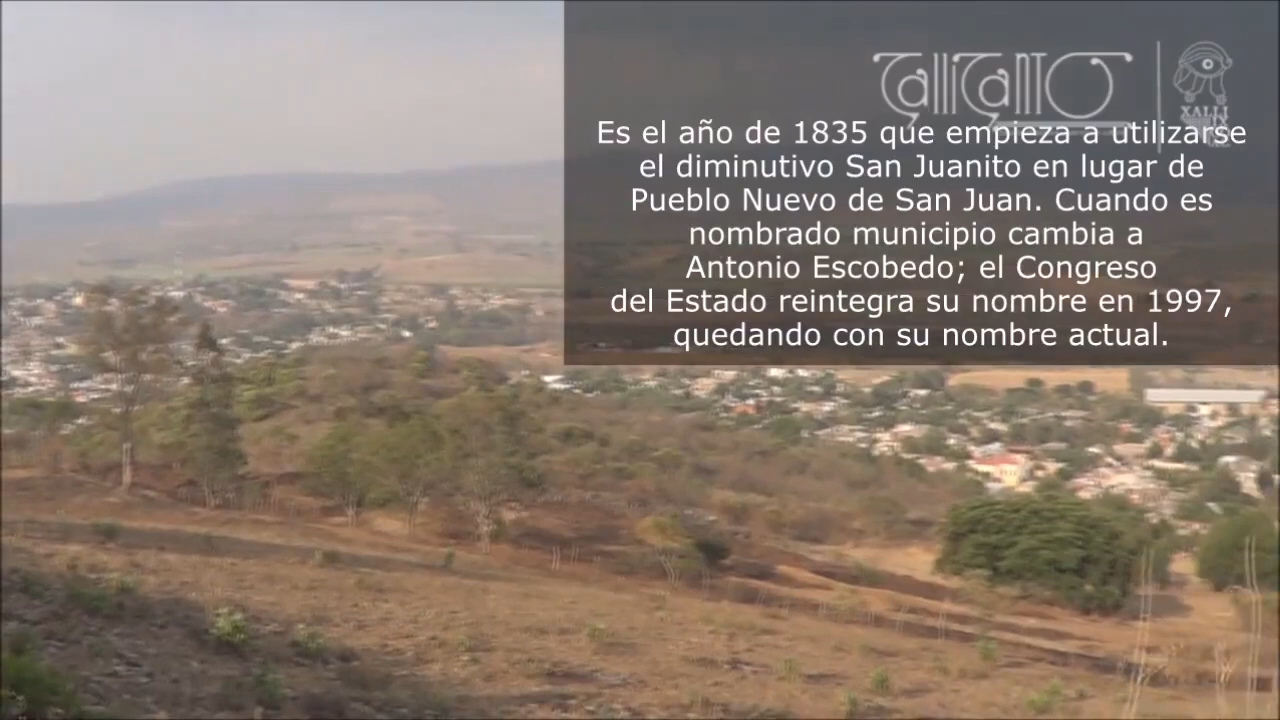 XALLI
Es el año de 1835 que empieza a utilizarse
el diminutivo San Juanito en lugar de
Pueblo Nuevo de San Juan. Cuando es
nombrado municipio cambia a
Antonio Escobedo; el Congreso
del Estado reintegra su nombre en 1997,
quedando con su nombre actual.